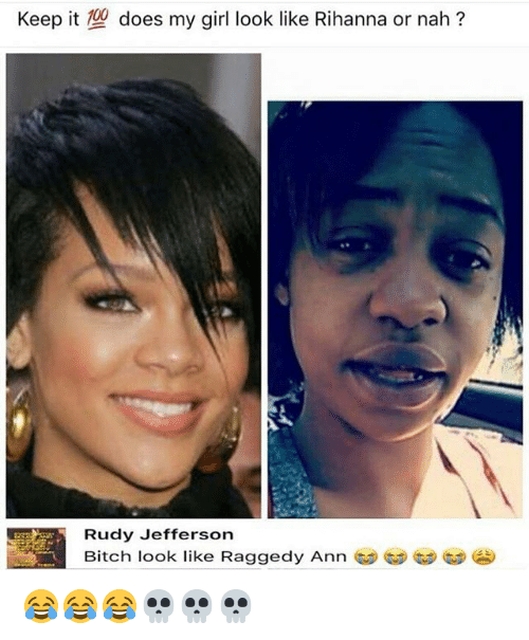 Keep it 💯 does my girl look like Rihanna or nah ?
Rudy Jefferson
Bitch look like Raggedy Ann 😭😭😭😭😩
😂😂😂💀💀💀